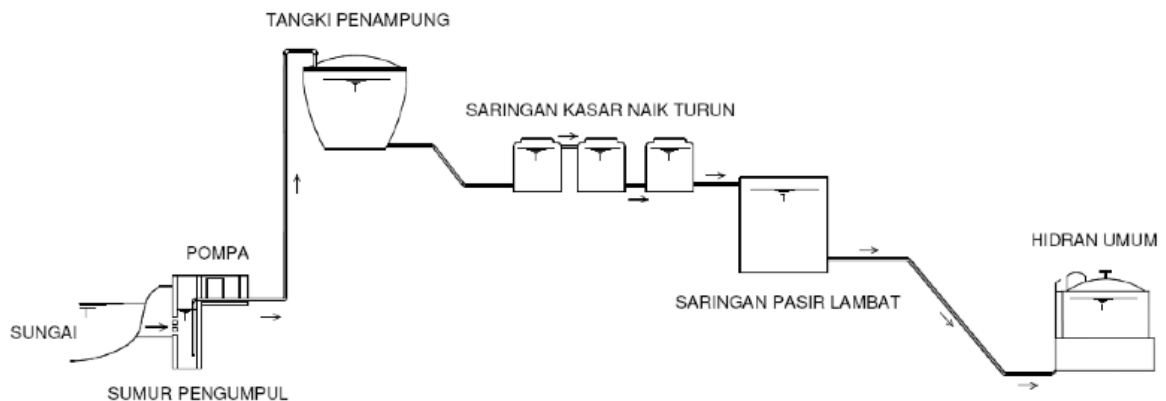 TANGKI PENAMPUNG
SARINGAN KASAR NAIK TURUN
POMPA
HIDRAN UMUM
SARINGAN PASIR LAMBAT
SUNGAI
SUMUR PENGUMPUL